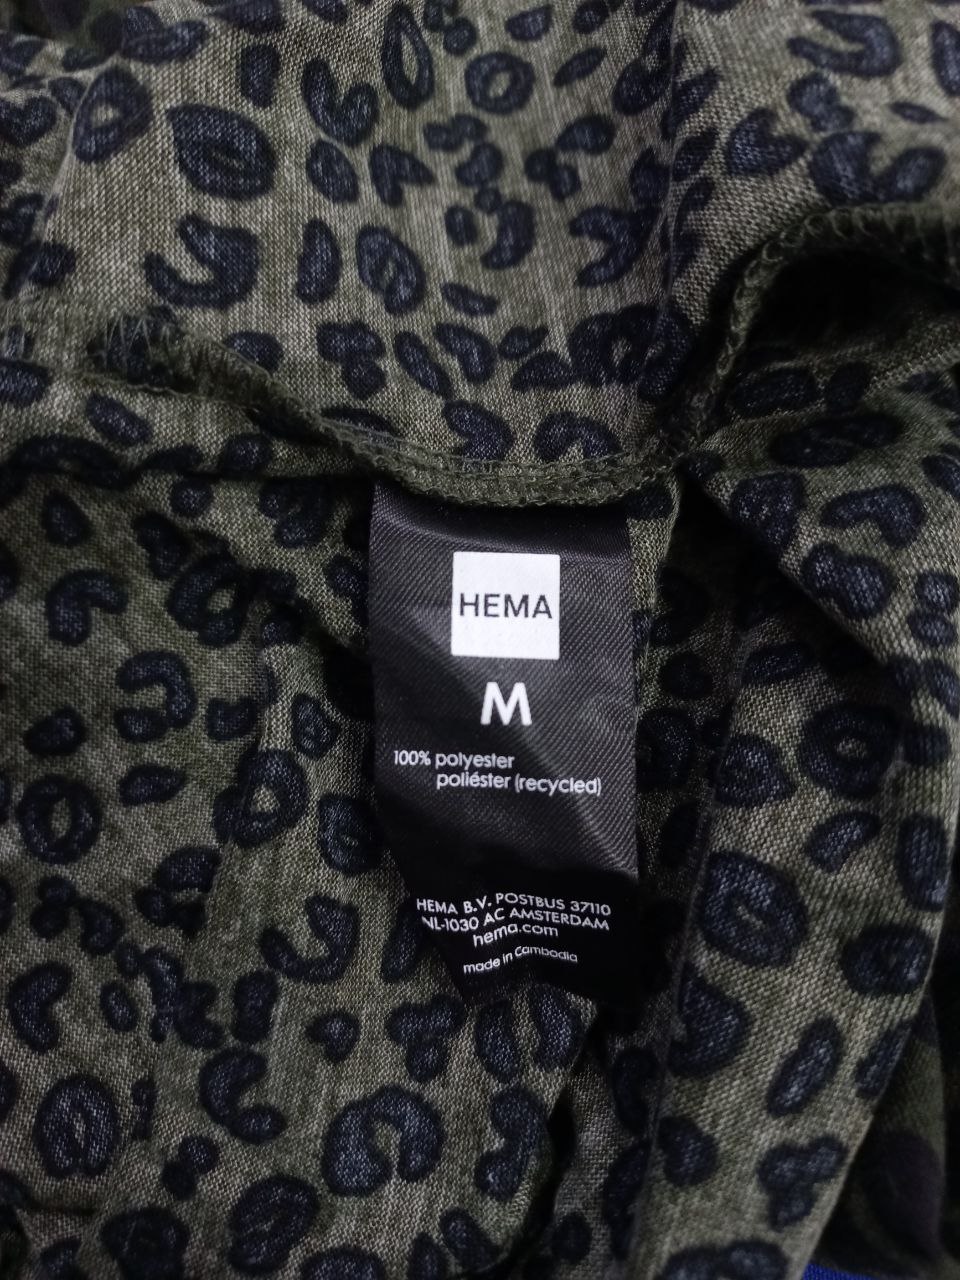 HEMA
M
100% polyester
poliéster (recycled)
HEMA B.V. POSTBUS 37110
NL-1030 AC AMSTERDAM
hema.com
made in Cambodia